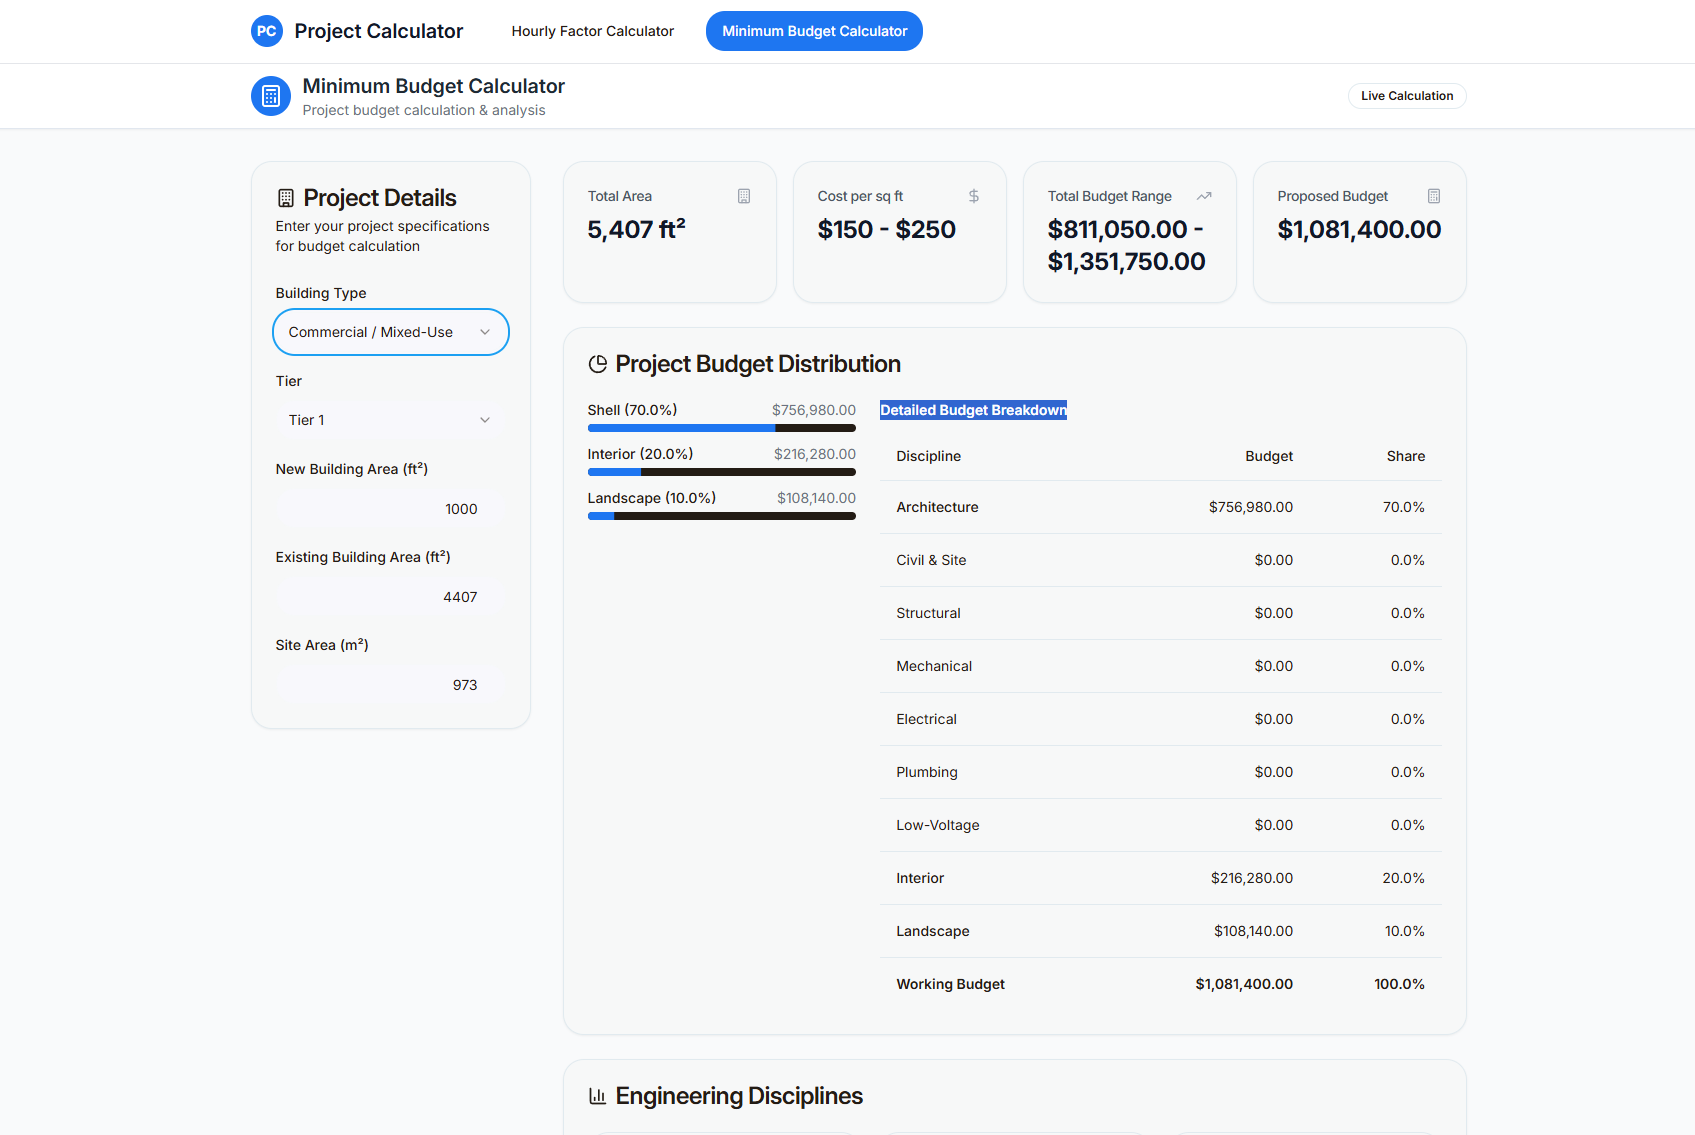 PC Project Calculator
Hourly Factor Calculator
Minimum Budget Calculator
Minimum Budget Calculator
Project budget calculation & analysis
Live Calculation
Project Details
Enter your project specifications
for budget calculation
Building Type
Commercial / Mixed-Use
Tier
Tier 1
New Building Area (ft²)
1000
Existing Building Area (ft²)
4407
Site Area (m²)
973
Total Area
5,407 ft²
Cost per sq ft
$150 - $250
Total Budget Range
$811,050.00 -
$1,351,750.00
Proposed Budget
$1,081,400.00
Project Budget Distribution
Shell (70.0%) $756,980.00
Interior (20.0%) $216,280.00
Landscape (10.0%) $108,140.00
Detailed Budget Breakdown
Discipline Budget Share
Architecture $756,980.00 70.0%
Civil & Site $0.00 0.0%
Structural $0.00 0.0%
Mechanical $0.00 0.0%
Electrical $0.00 0.0%
Plumbing $0.00 0.0%
Low-Voltage $0.00 0.0%
Interior $216,280.00 20.0%
Landscape $108,140.00 10.0%
Working Budget $1,081,400.00 100.0%
Engineering Disciplines